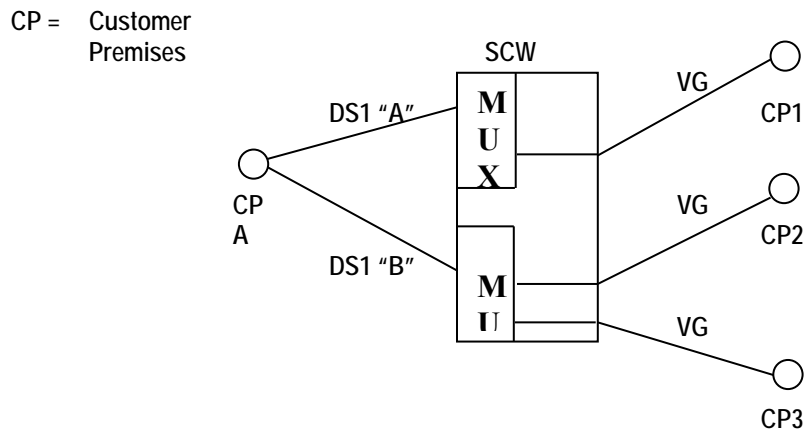 CP = Customer
Premises
SCW
VG
DS1 “A”
M
U
X
CP1
CP
A
VG
CP2
DS1 “B”
M
U
VG
CP3